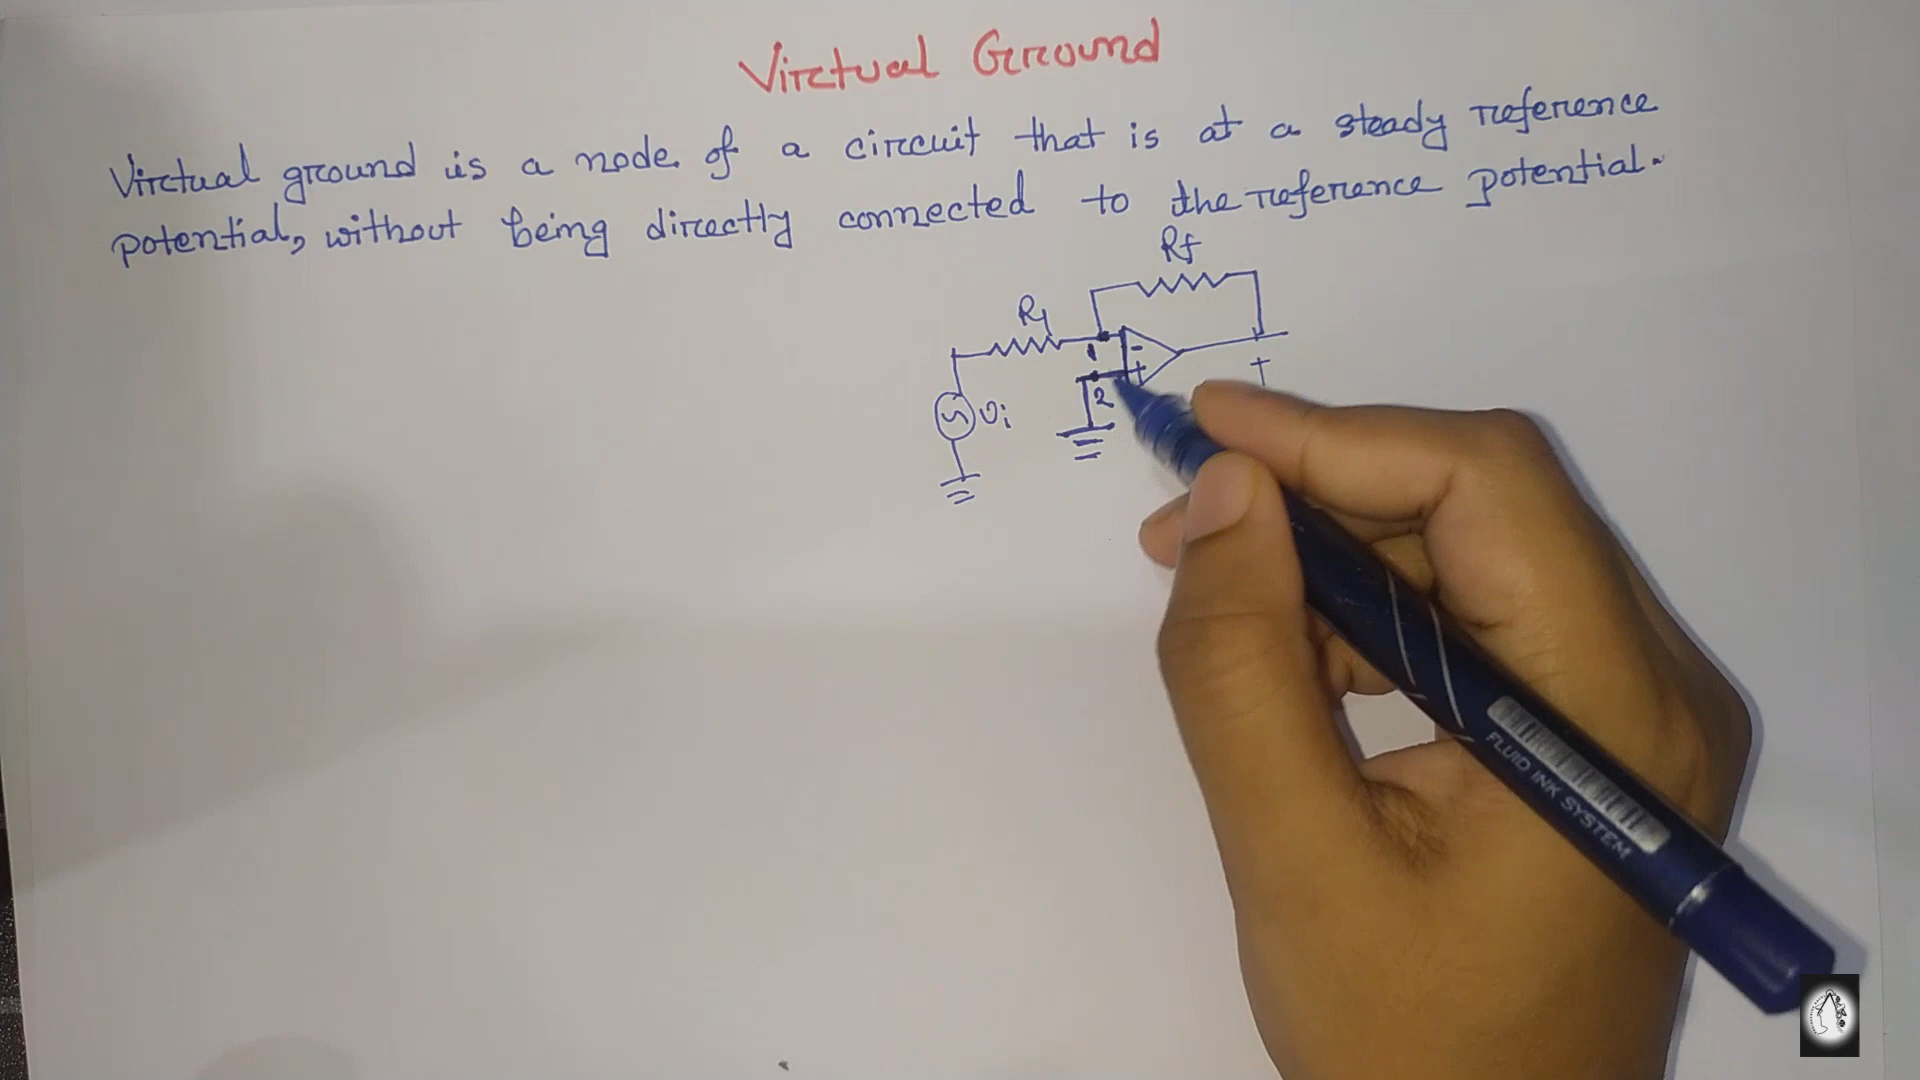 Virtual Ground
Virtual ground is a node of a circuit that is at a steady reference
potential, without being directly connected to the reference potential.
Rf
R1
1
-
+
2
Vi
+
FLUID INK SYSTEM